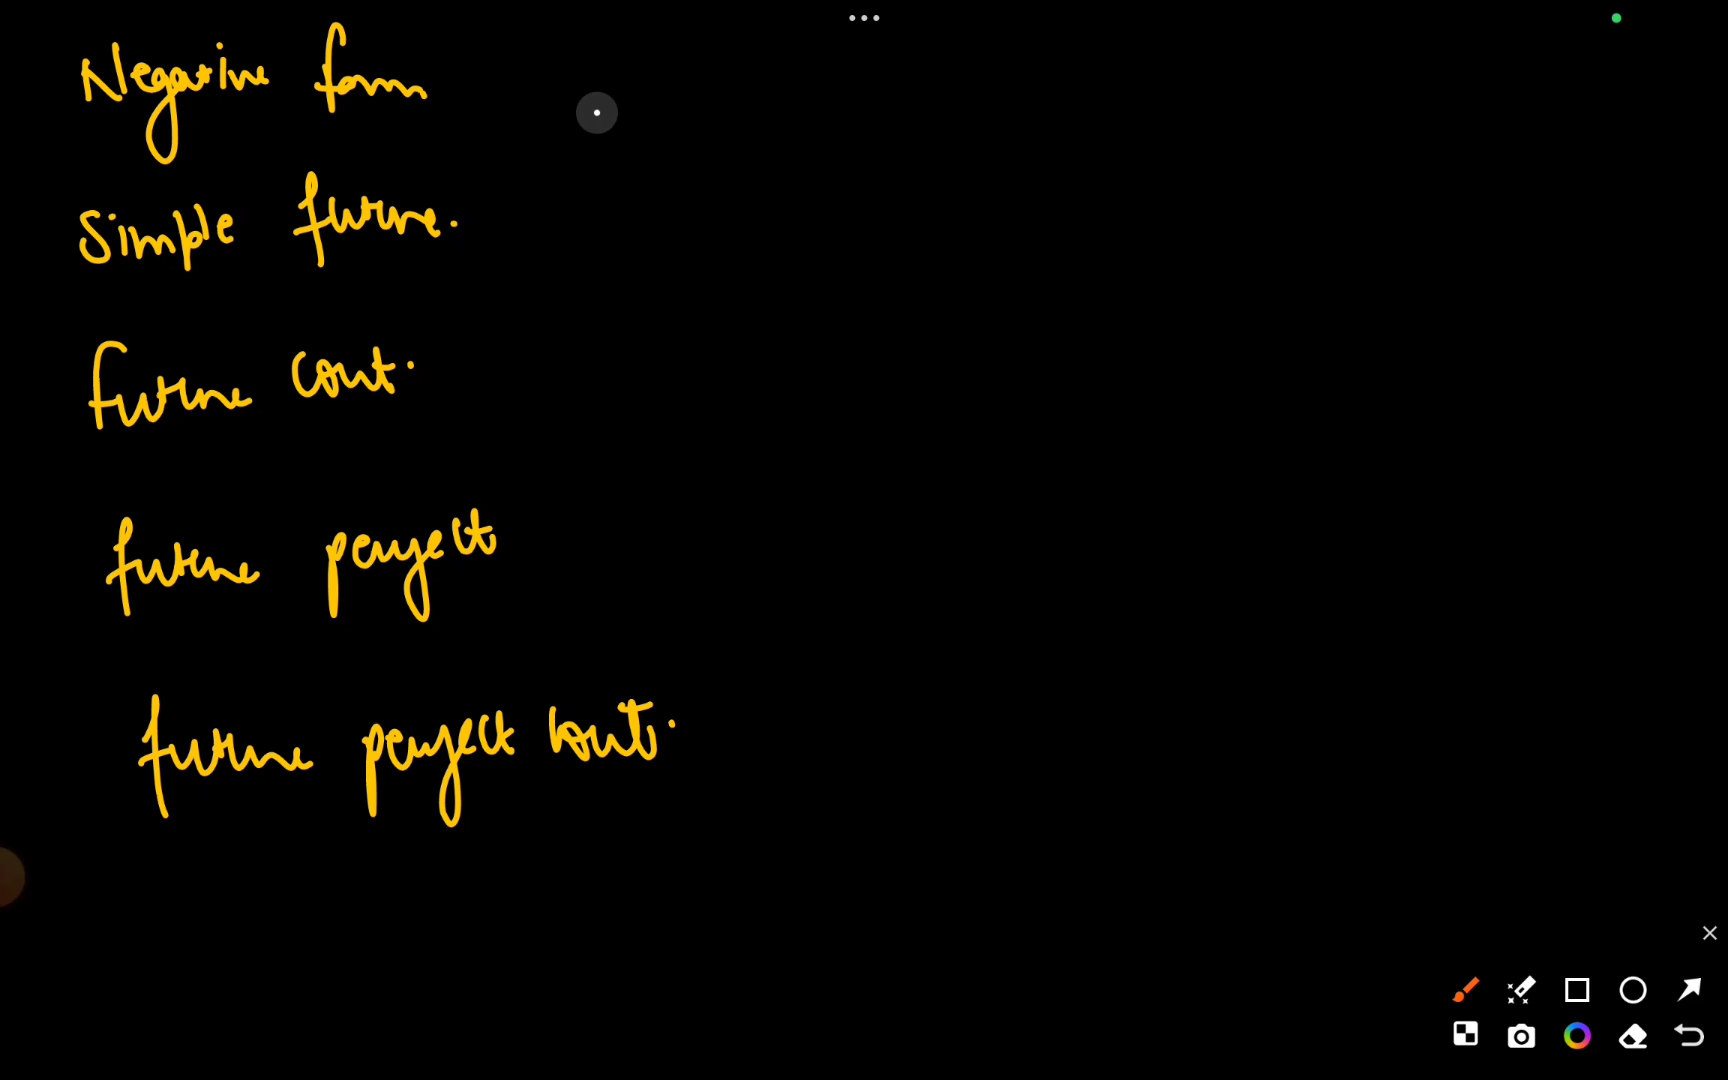 Negative form
Simple future.
future cont.
future perfect
future perfect cont.